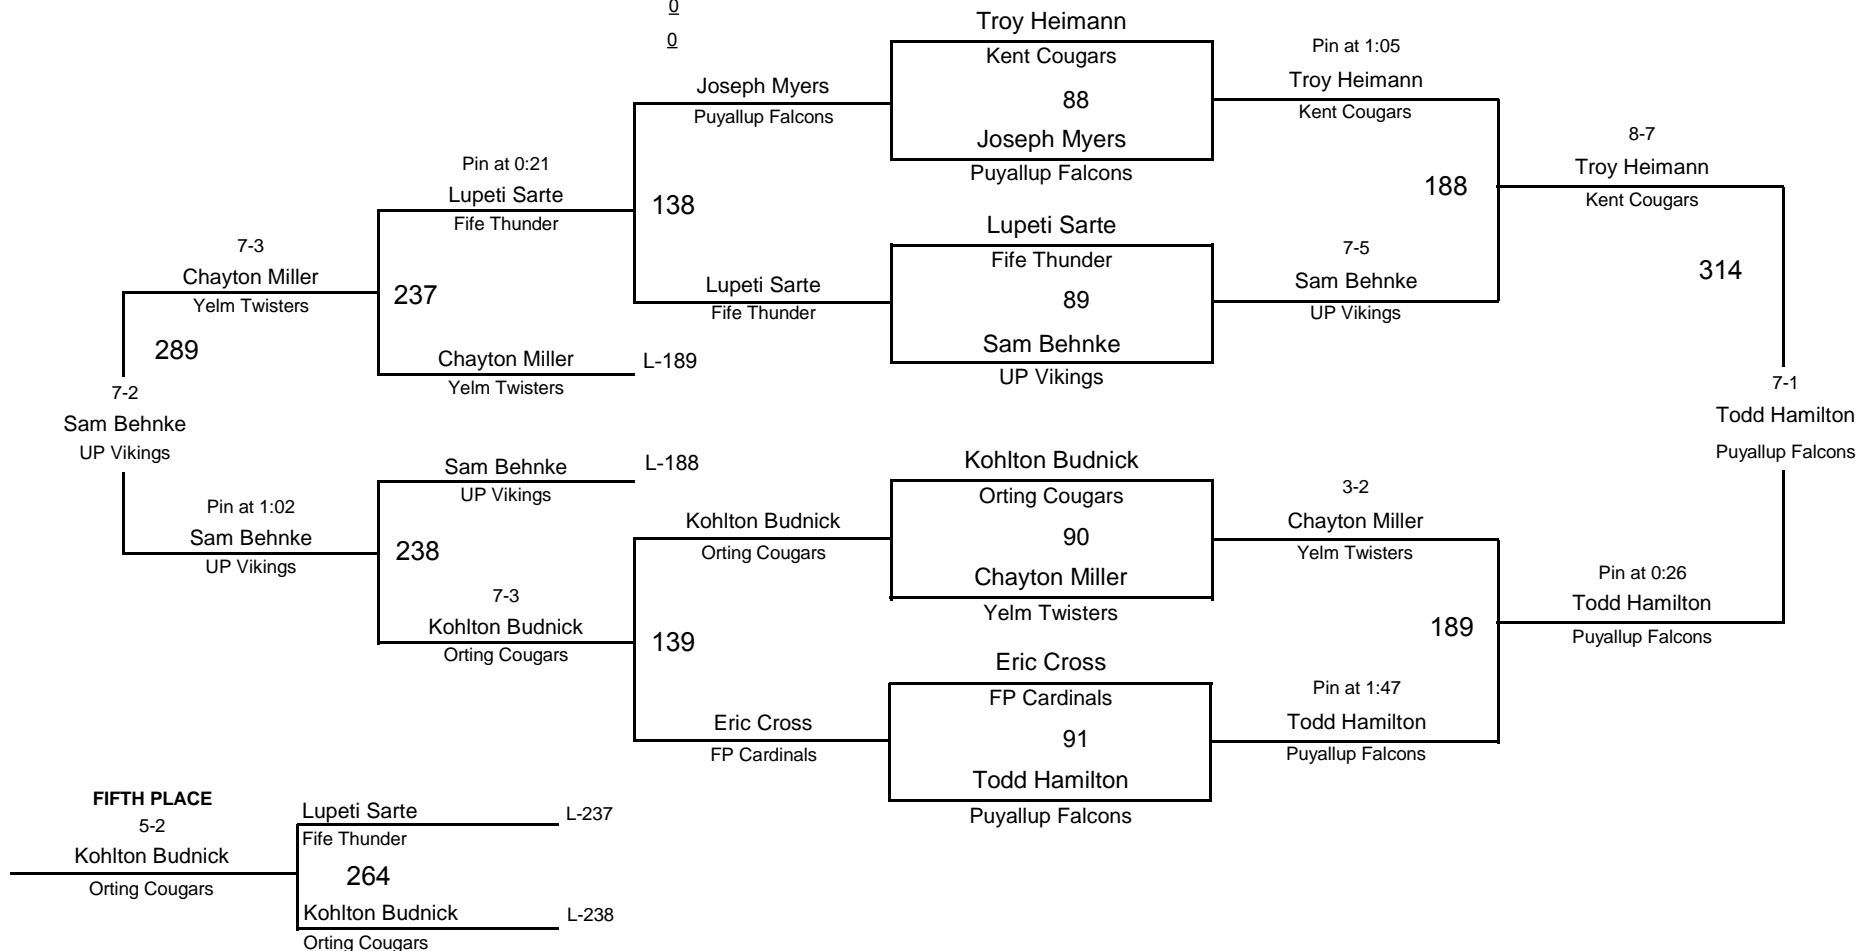 0
0
Troy Heimann
Kent Cougars
88
Joseph Myers
Puyallup Falcons
Pin at 1:05
Troy Heimann
Kent Cougars
Joseph Myers
Puyallup Falcons
8-7
Troy Heimann
Kent Cougars
Pin at 0:21
Lupeti Sarte
Fife Thunder
138
188
Lupeti Sarte
Fife Thunder
89
Sam Behnke
UP Vikings
7-5
Sam Behnke
UP Vikings
7-3
Chayton Miller
Yelm Twisters
237
Lupeti Sarte
Fife Thunder
314
289
Chayton Miller
Yelm Twisters
L-189
7-2
Sam Behnke
UP Vikings
7-1
Todd Hamilton
Puyallup Falcons
Sam Behnke
UP Vikings
L-188
Kohlton Budnick
Orting Cougars
90
Chayton Miller
Yelm Twisters
3-2
Chayton Miller
Yelm Twisters
Pin at 1:02
Sam Behnke
UP Vikings
238
Kohlton Budnick
Orting Cougars
7-3
Kohlton Budnick
Orting Cougars
139
189
Pin at 0:26
Todd Hamilton
Puyallup Falcons
Eric Cross
FP Cardinals
91
Todd Hamilton
Puyallup Falcons
Pin at 1:47
Todd Hamilton
Puyallup Falcons
Eric Cross
FP Cardinals
FIFTH PLACE
5-2
Kohlton Budnick
Orting Cougars
Lupeti Sarte
Fife Thunder
L-237
264
Kohlton Budnick
Orting Cougars
L-238